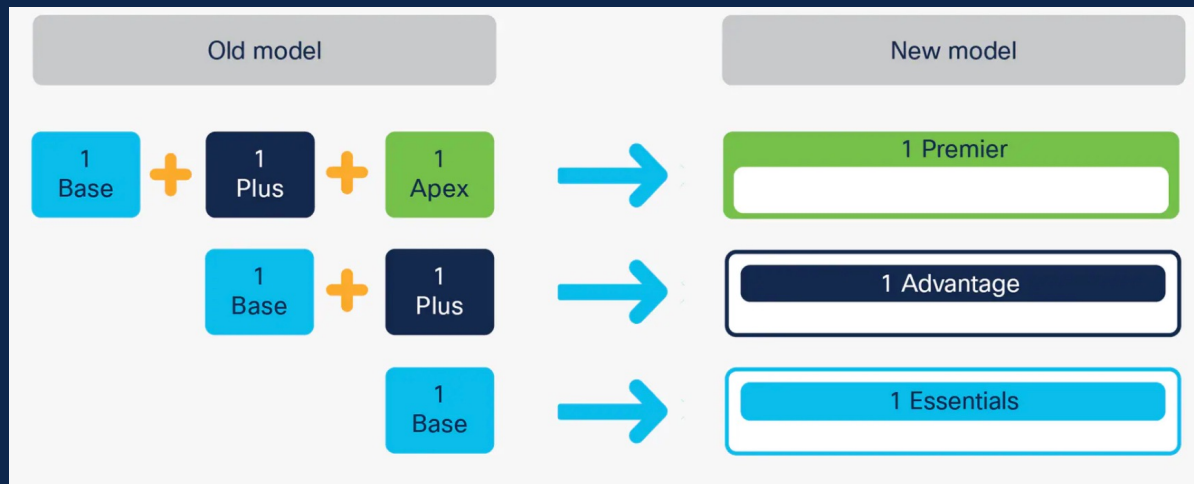 Old model
New model
1
Base
1
Plus
1
Apex
1 Premier
1
Base
1
Plus
1 Advantage
1
Base
1 Essentials